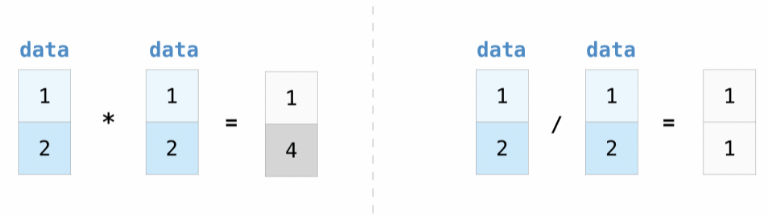 data data data data
1 1 1 1 1 1
* = / =
2 2 4 2 2 1